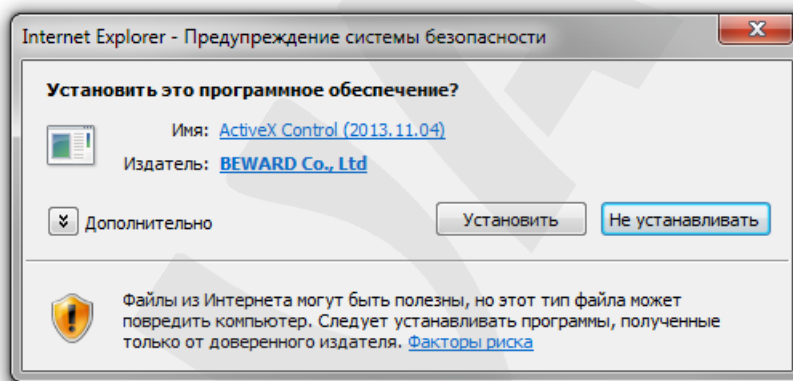 Internet Explorer - Предупреждение системы безопасности
Установить это программное обеспечение?
Имя: ActiveX Control (2013.11.04)
Издатель: BEWARD Co., Ltd
Дополнительно
Установить
Не устанавливать
Файлы из Интернета могут быть полезны, но этот тип файла может
повредить компьютер. Следует устанавливать программы, полученные
только от доверенного издателя. Факторы риска